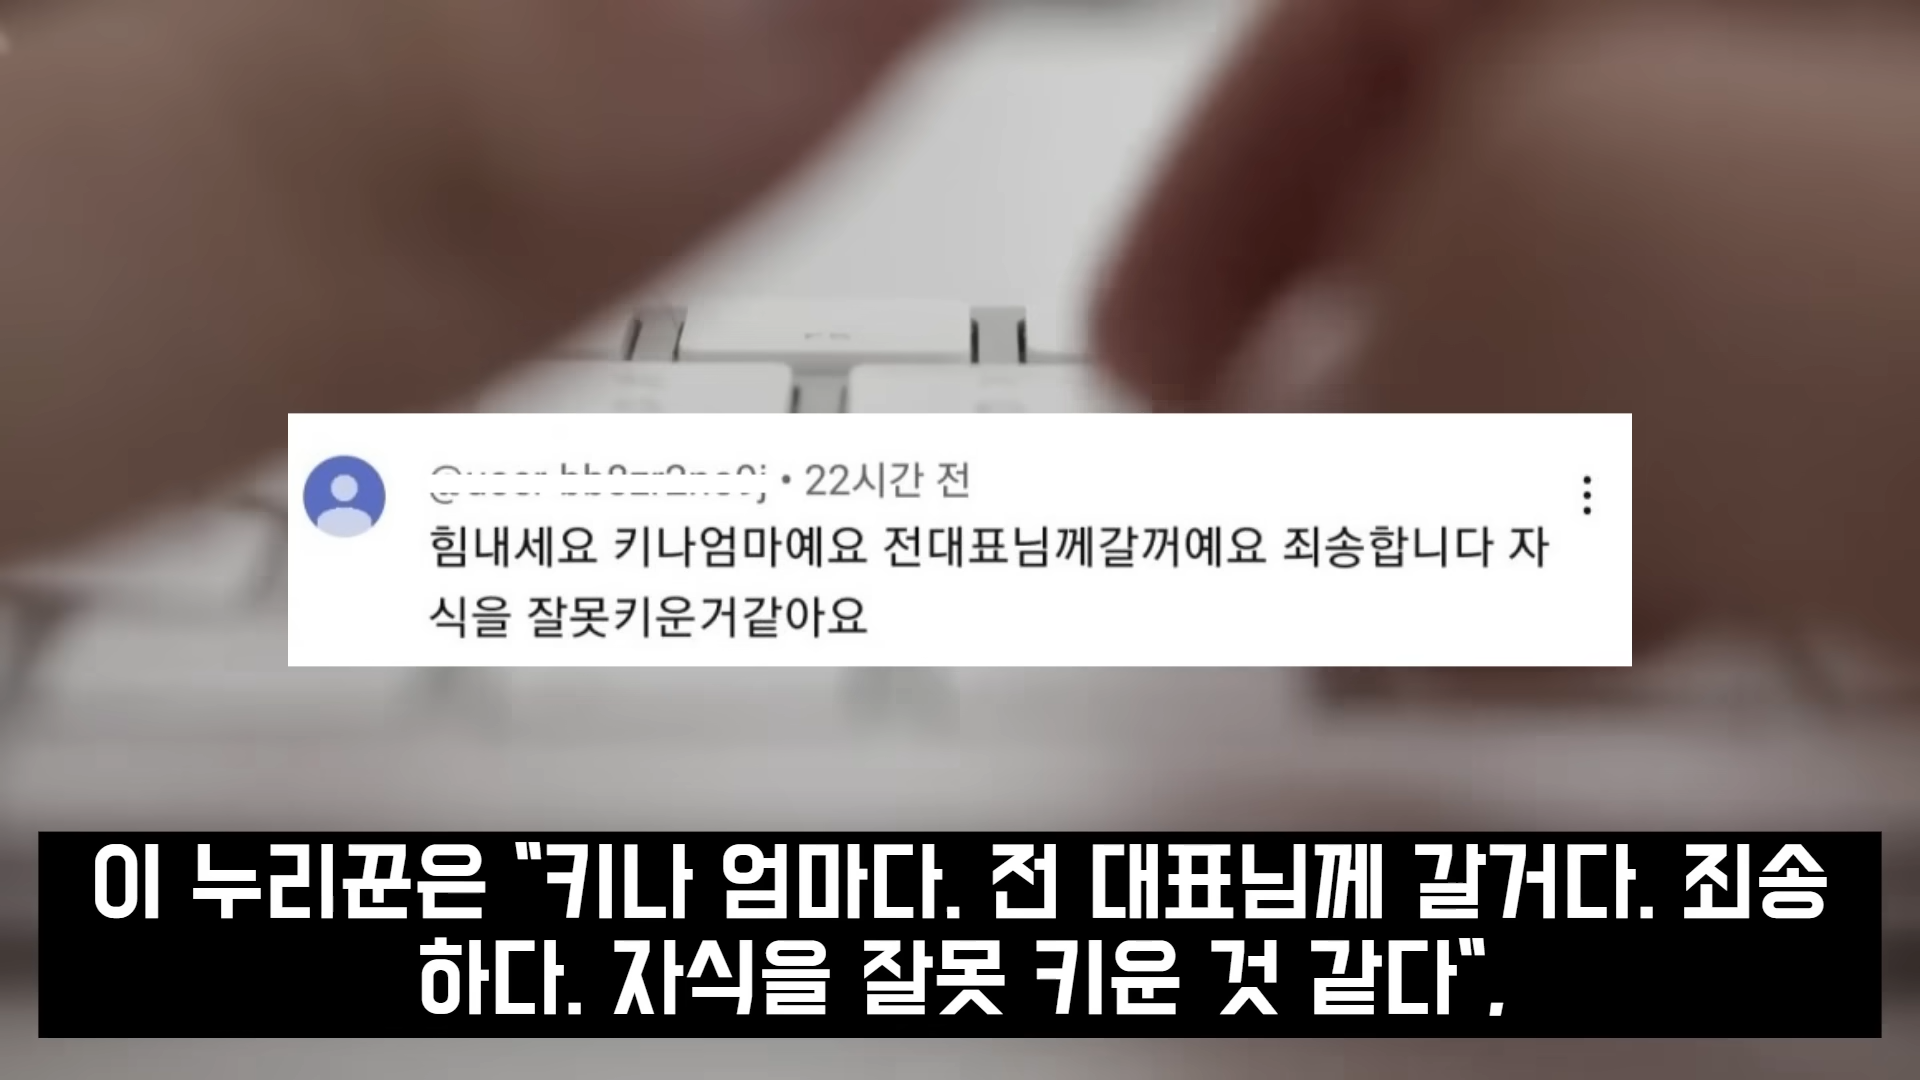 • 22시간 전
힘내세요 키나엄마예요 전대표님께갈꺼예요 죄송합니다 자
식을 잘못키운거같아요
이 누리꾼은 "키나 엄마다. 전 대표님께 갈거다. 죄송
하다. 자식을 잘못 키운 것 같다",